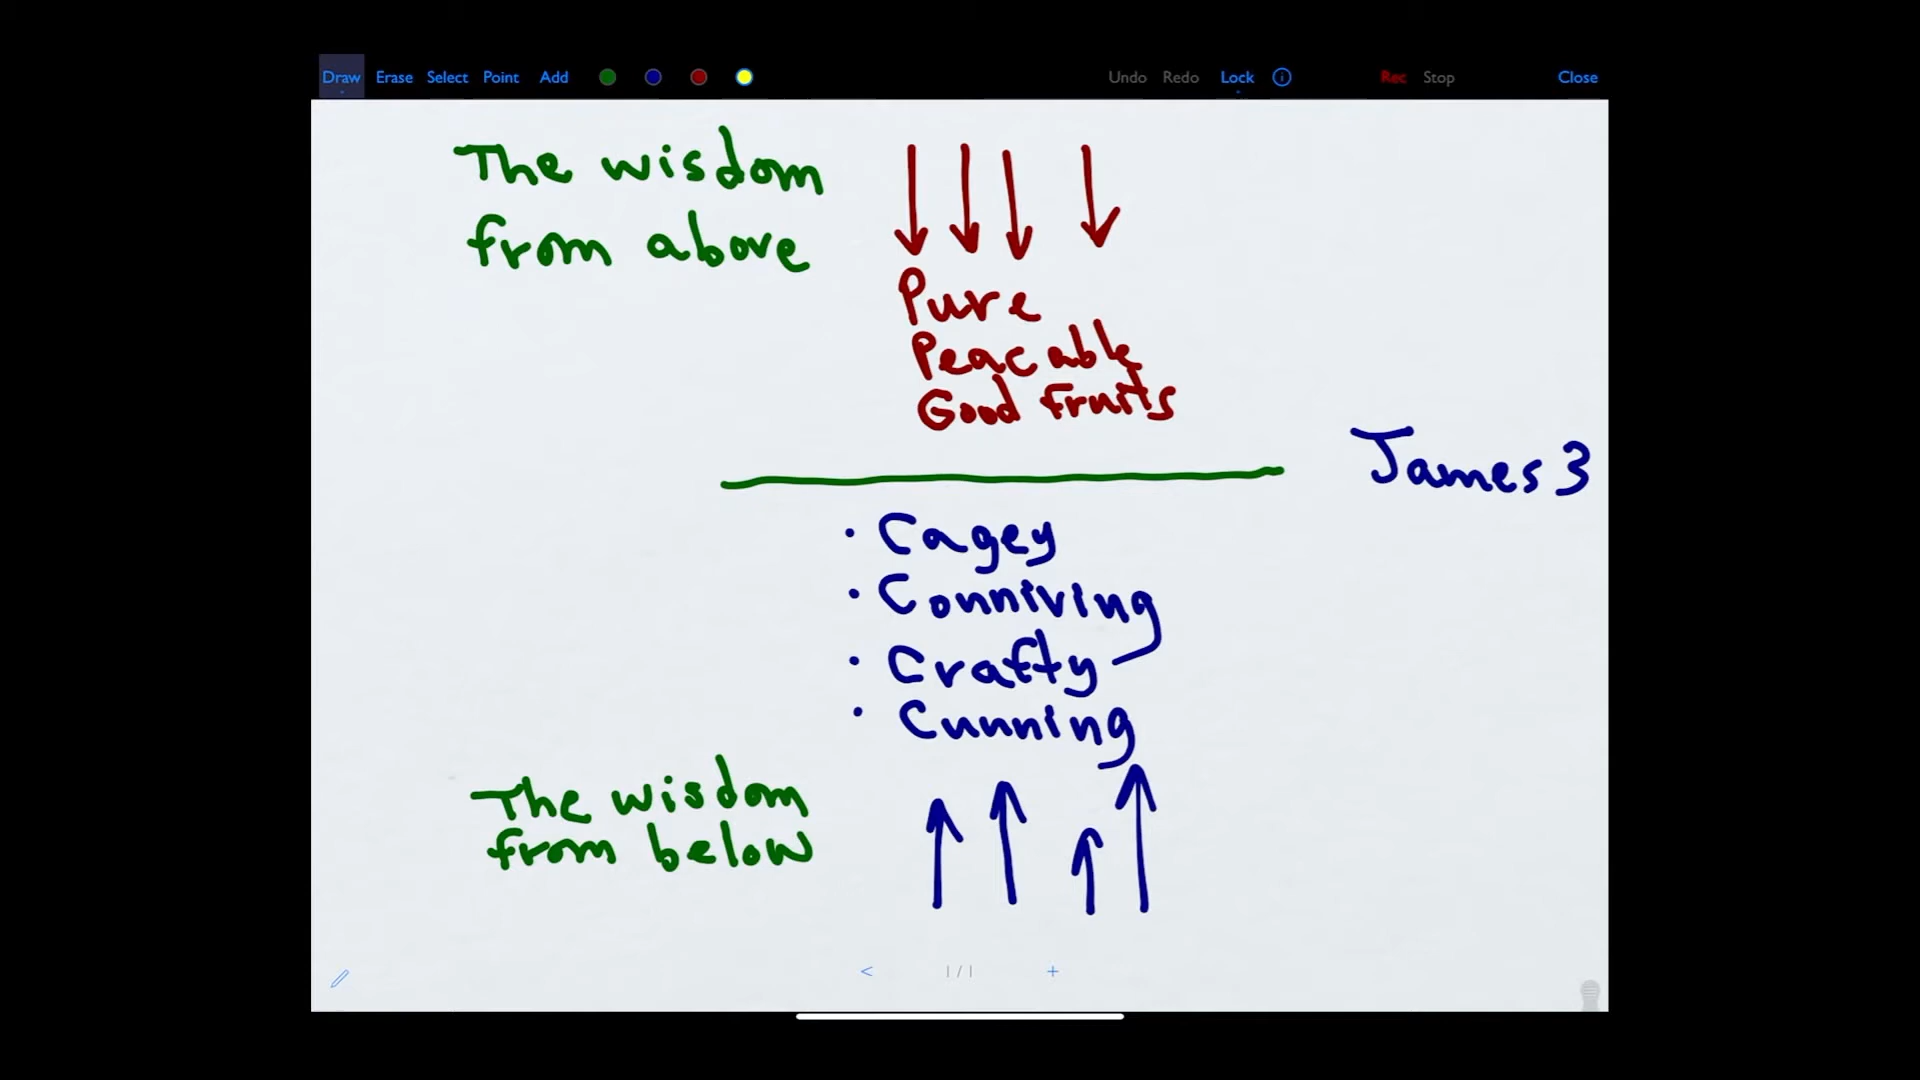 Draw Erase Select Point Add Undo Redo Lock Rec Stop Close
The wisdom
from above
Pure
Peacable
Good fruits
James 3
• Cagey
• Conniving
• Crafty
• Cunning
The wisdom
from below
< 1 / 1 +